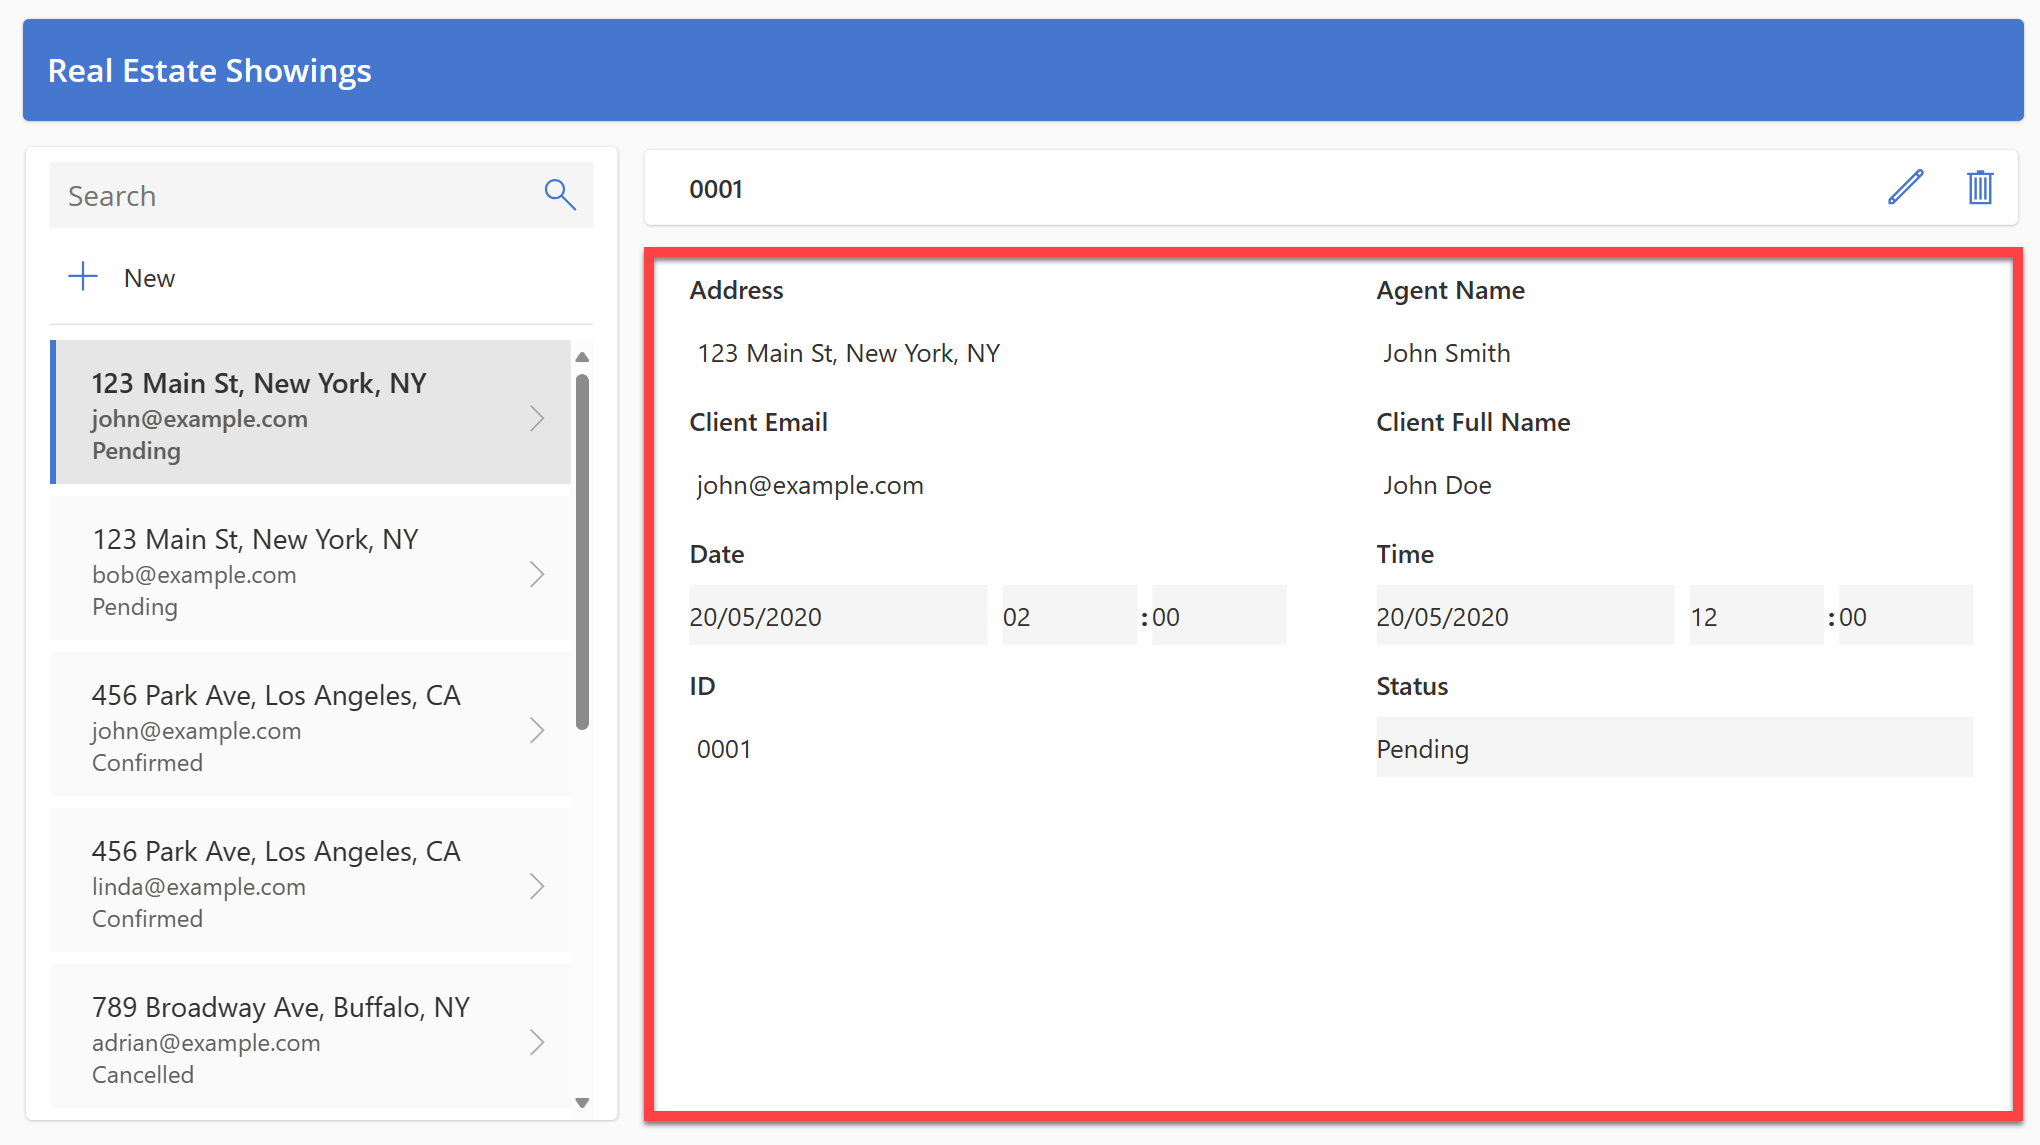 Real Estate Showings
Search
New
123 Main St, New York, NY
john@example.com
Pending
123 Main St, New York, NY
bob@example.com
Pending
456 Park Ave, Los Angeles, CA
john@example.com
Confirmed
456 Park Ave, Los Angeles, CA
linda@example.com
Confirmed
789 Broadway Ave, Buffalo, NY
adrian@example.com
Cancelled
0001
Address
123 Main St, New York, NY
Agent Name
John Smith
Client Email
john@example.com
Client Full Name
John Doe
Date
20/05/2020 02 :00
Time
20/05/2020 12 :00
ID
0001
Status
Pending